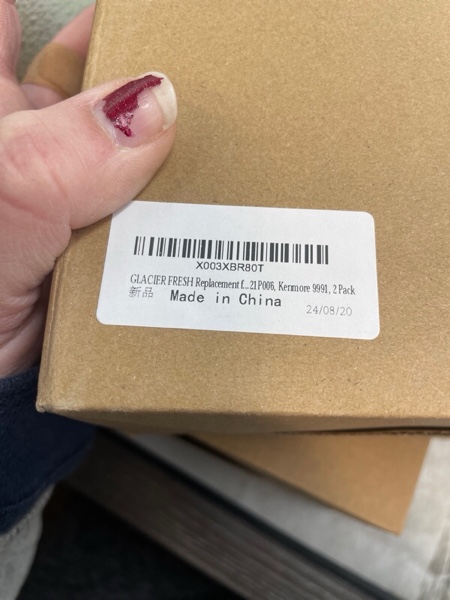 X003XBR80T
GLACIER FRESH Replacement f...21P006, Kenmore 9991, 2 Pack
新品 Made in China
24/08/20